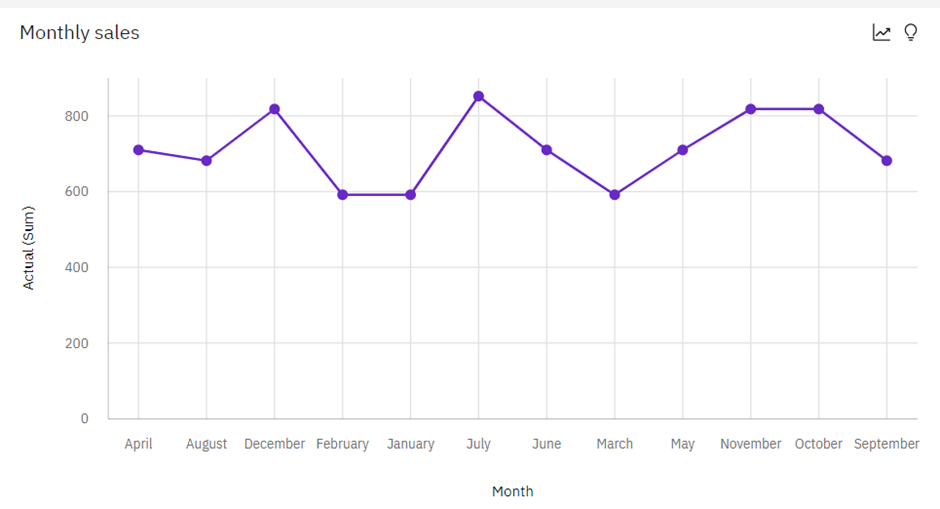 Monthly sales
800
600
400
200
0
Actual (Sum)
April August December February January July June March May November October September
Month